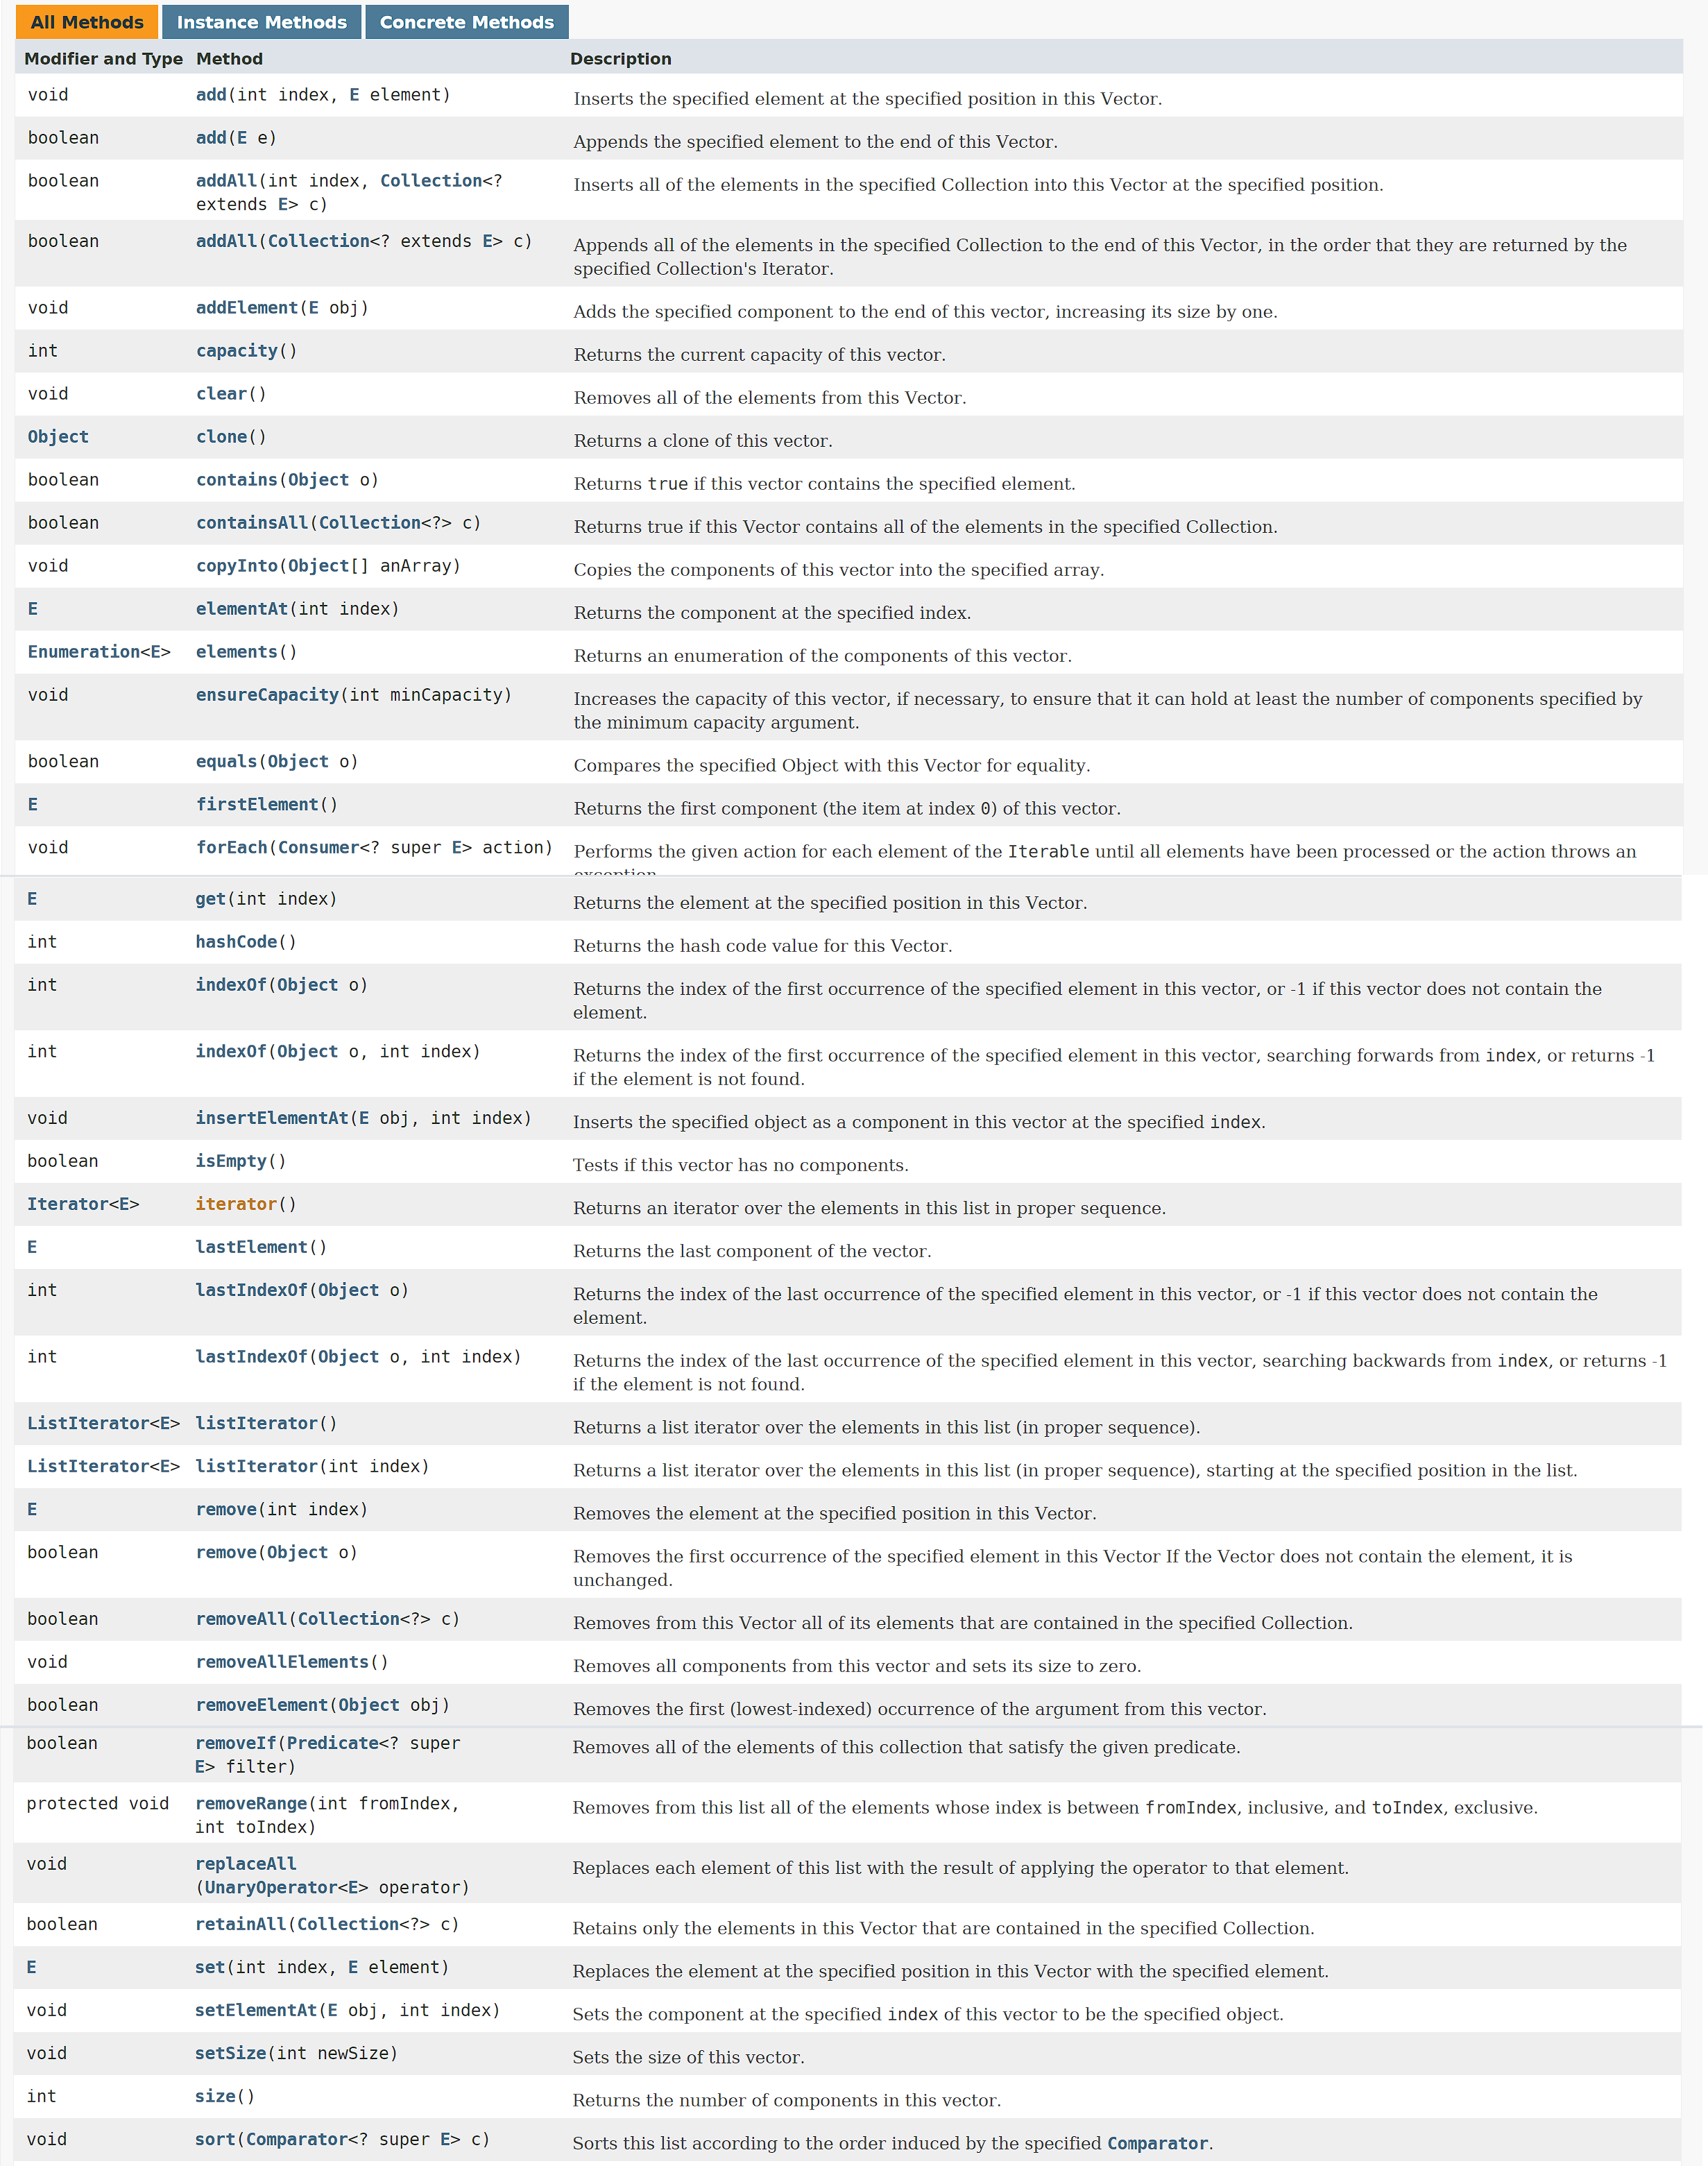 All Methods Instance Methods Concrete Methods
Modifier and Type Method Description
void add(int index, E element) Inserts the specified element at the specified position in this Vector.
boolean add(E e) Appends the specified element to the end of this Vector.
boolean addAll(int index, Collection<? Inserts all of the elements in the specified Collection into this Vector at the specified position.
extends E> c)
boolean addAll(Collection<? extends E> c) Appends all of the elements in the specified Collection to the end of this Vector, in the order that they are returned by the
specified Collection's Iterator.
void addElement(E obj) Adds the specified component to the end of this vector, increasing its size by one.
int capacity() Returns the current capacity of this vector.
void clear() Removes all of the elements from this Vector.
Object clone() Returns a clone of this vector.
boolean contains(Object o) Returns true if this vector contains the specified element.
boolean containsAll(Collection<?> c) Returns true if this Vector contains all of the elements in the specified Collection.
void copyInto(Object[] anArray) Copies the components of this vector into the specified array.
E elementAt(int index) Returns the component at the specified index.
Enumeration<E> elements() Returns an enumeration of the components of this vector.
void ensureCapacity(int minCapacity) Increases the capacity of this vector, if necessary, to ensure that it can hold at least the number of components specified by
the minimum capacity argument.
boolean equals(Object o) Compares the specified Object with this Vector for equality.
E firstElement() Returns the first component (the item at index 0) of this vector.
void forEach(Consumer<? super E> action) Performs the given action for each element of the Iterable until all elements have been processed or the action throws an
exception
E get(int index) Returns the element at the specified position in this Vector.
int hashCode() Returns the hash code value for this Vector.
int indexOf(Object o) Returns the index of the first occurrence of the specified element in this vector, or -1 if this vector does not contain the
element.
int indexOf(Object o, int index) Returns the index of the first occurrence of the specified element in this vector, searching forwards from index, or returns -1
if the element is not found.
void insertElementAt(E obj, int index) Inserts the specified object as a component in this vector at the specified index.
boolean isEmpty() Tests if this vector has no components.
Iterator<E> iterator() Returns an iterator over the elements in this list in proper sequence.
E lastElement() Returns the last component of the vector.
int lastIndexOf(Object o) Returns the index of the last occurrence of the specified element in this vector, or -1 if this vector does not contain the
element.
int lastIndexOf(Object o, int index) Returns the index of the last occurrence of the specified element in this vector, searching backwards from index, or returns -1
if the element is not found.
ListIterator<E> listIterator() Returns a list iterator over the elements in this list (in proper sequence).
ListIterator<E> listIterator(int index) Returns a list iterator over the elements in this list (in proper sequence), starting at the specified position in the list.
E remove(int index) Removes the element at the specified position in this Vector.
boolean remove(Object o) Removes the first occurrence of the specified element in this Vector If the Vector does not contain the element, it is
unchanged.
boolean removeAll(Collection<?> c) Removes from this Vector all of its elements that are contained in the specified Collection.
void removeAllElements() Removes all components from this vector and sets its size to zero.
boolean removeElement(Object obj) Removes the first (lowest-indexed) occurrence of the argument from this vector.
boolean removeIf(Predicate<? super Removes all of the elements of this collection that satisfy the given predicate.
E> filter)
protected void removeRange(int fromIndex, Removes from this list all of the elements whose index is between fromIndex, inclusive, and toIndex, exclusive.
int toIndex)
void replaceAll Replaces each element of this list with the result of applying the operator to that element.
(UnaryOperator<E> operator)
boolean retainAll(Collection<?> c) Retains only the elements in this Vector that are contained in the specified Collection.
E set(int index, E element) Replaces the element at the specified position in this Vector with the specified element.
void setElementAt(E obj, int index) Sets the component at the specified index of this vector to be the specified object.
void setSize(int newSize) Sets the size of this vector.
int size() Returns the number of components in this vector.
void sort(Comparator<? super E> c) Sorts this list according to the order induced by the specified Comparator.